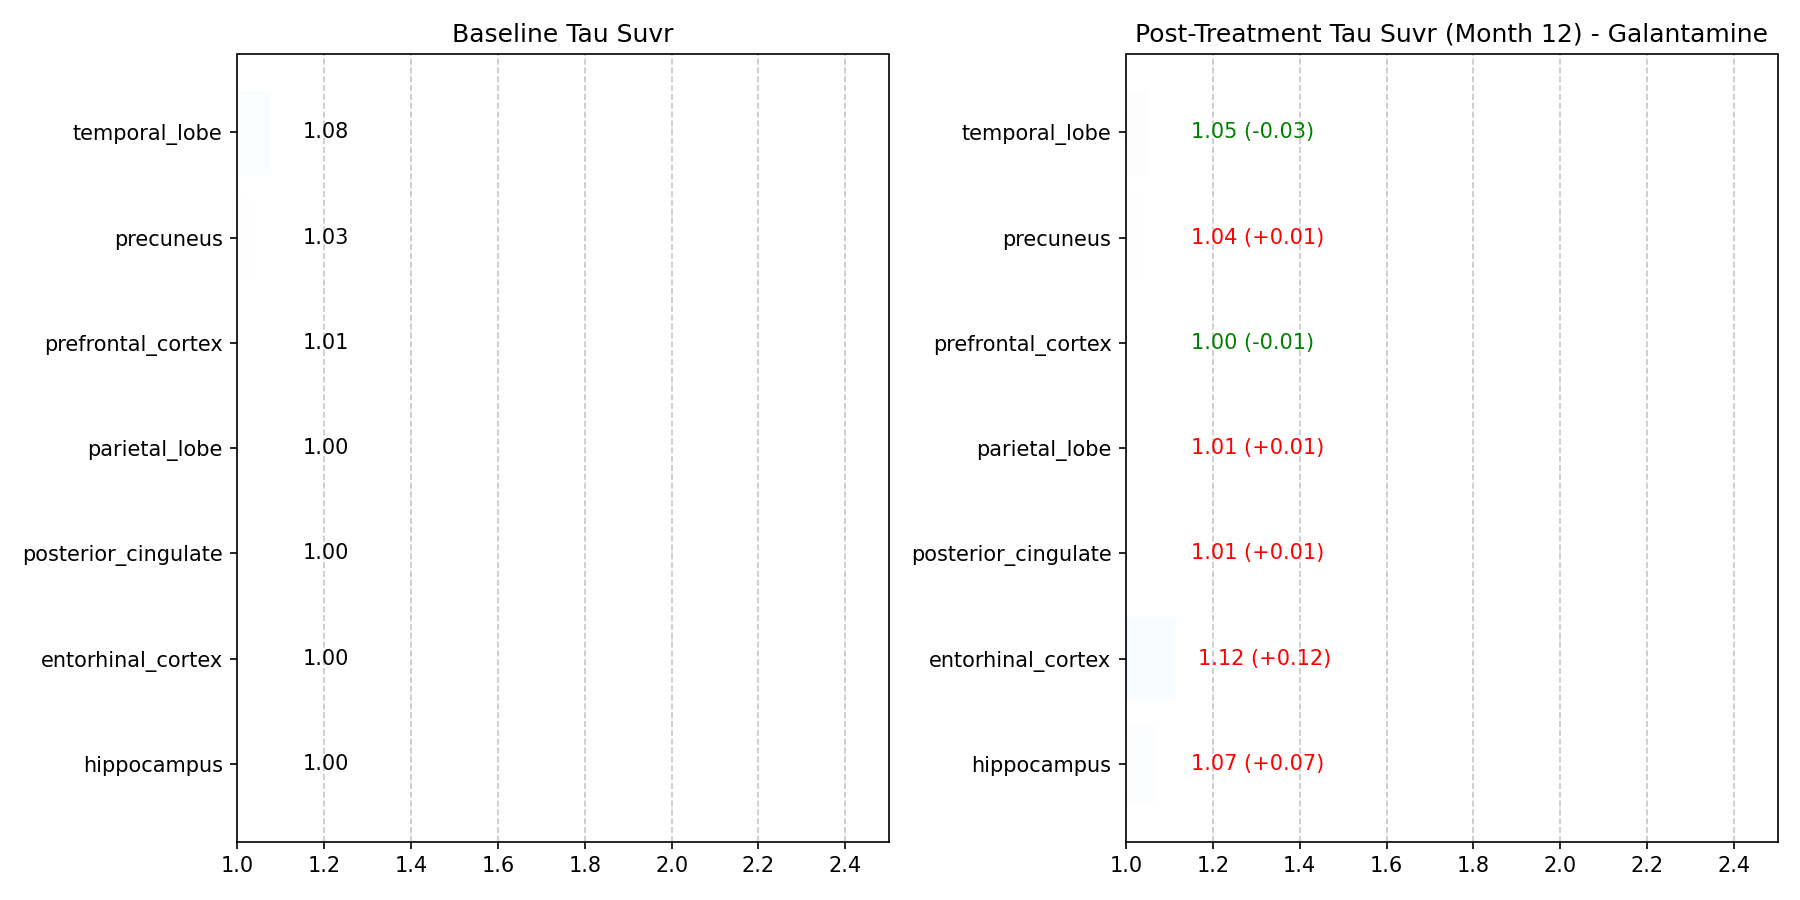 Baseline Tau Suvr
temporal_lobe 1.08
precuneus 1.03
prefrontal_cortex 1.01
parietal_lobe 1.00
posterior_cingulate 1.00
entorhinal_cortex 1.00
hippocampus 1.00
1.0 1.2 1.4 1.6 1.8 2.0 2.2 2.4
Post-Treatment Tau Suvr (Month 12) - Galantamine
temporal_lobe 1.05 (-0.03)
precuneus 1.04 (+0.01)
prefrontal_cortex 1.00 (-0.01)
parietal_lobe 1.01 (+0.01)
posterior_cingulate 1.01 (+0.01)
entorhinal_cortex 1.12 (+0.12)
hippocampus 1.07 (+0.07)
1.0 1.2 1.4 1.6 1.8 2.0 2.2 2.4